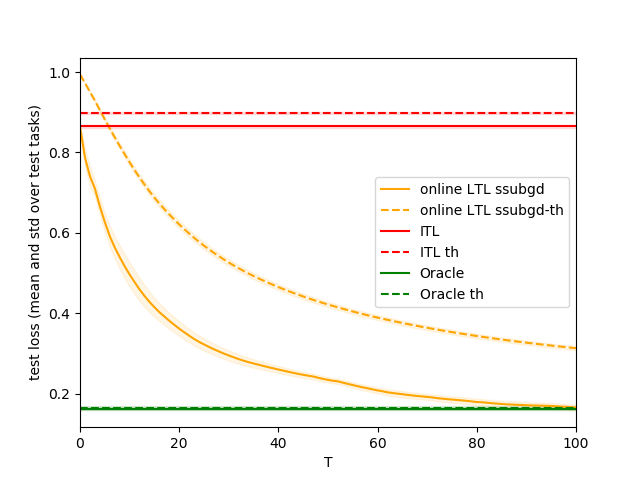 1.0
0.8
0.6
0.4
0.2
test loss (mean and std over test tasks)
online LTL ssubgd
online LTL ssubgd-th
ITL
ITL th
Oracle
Oracle th
0 20 40 60 80 100
T